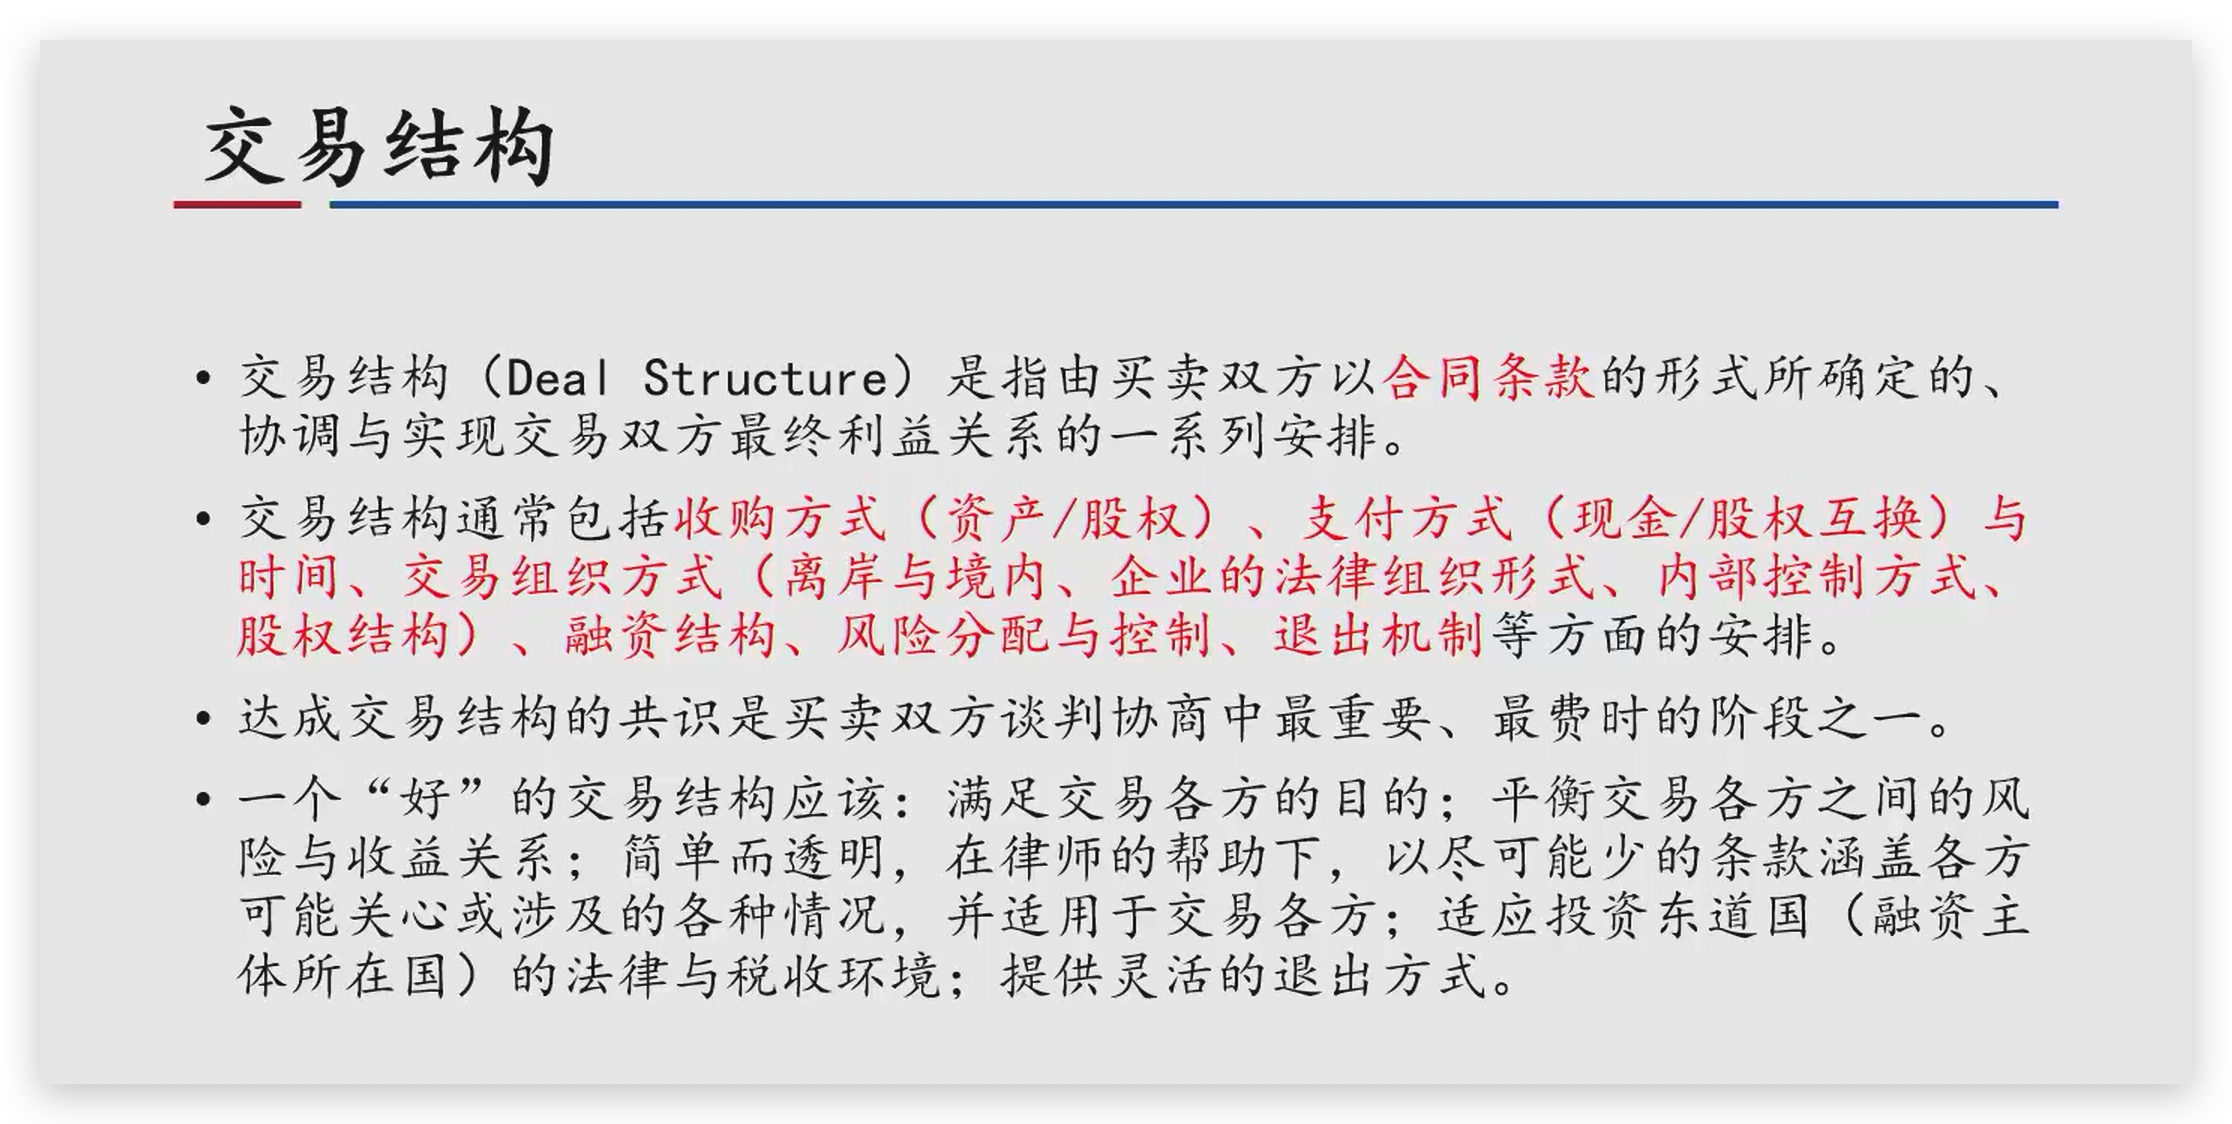 交易结构
• 交易结构（Deal Structure）是指由买卖双方以合同条款的形式所确定的、
协调与实现交易双方最终利益关系的一系列安排。
• 交易结构通常包括收购方式（资产/股权）、支付方式（现金/股权互换）与
时间、交易组织方式（离岸与境内、企业的法律组织形式、内部控制方式、
股权结构）、融资结构、风险分配与控制、退出机制等方面的安排。
• 达成交易结构的共识是买卖双方谈判协商中最重要、最费时的阶段之一。
• 一个“好”的交易结构应该：满足交易各方的目的；平衡交易各方之间的风
险与收益关系；简单而透明，在律师的帮助下，以尽可能少的条款涵盖各方
可能关心或涉及的各种情况，并适用于交易各方；适应投资东道国（融资主
体所在国）的法律与税收环境；提供灵活的退出方式。